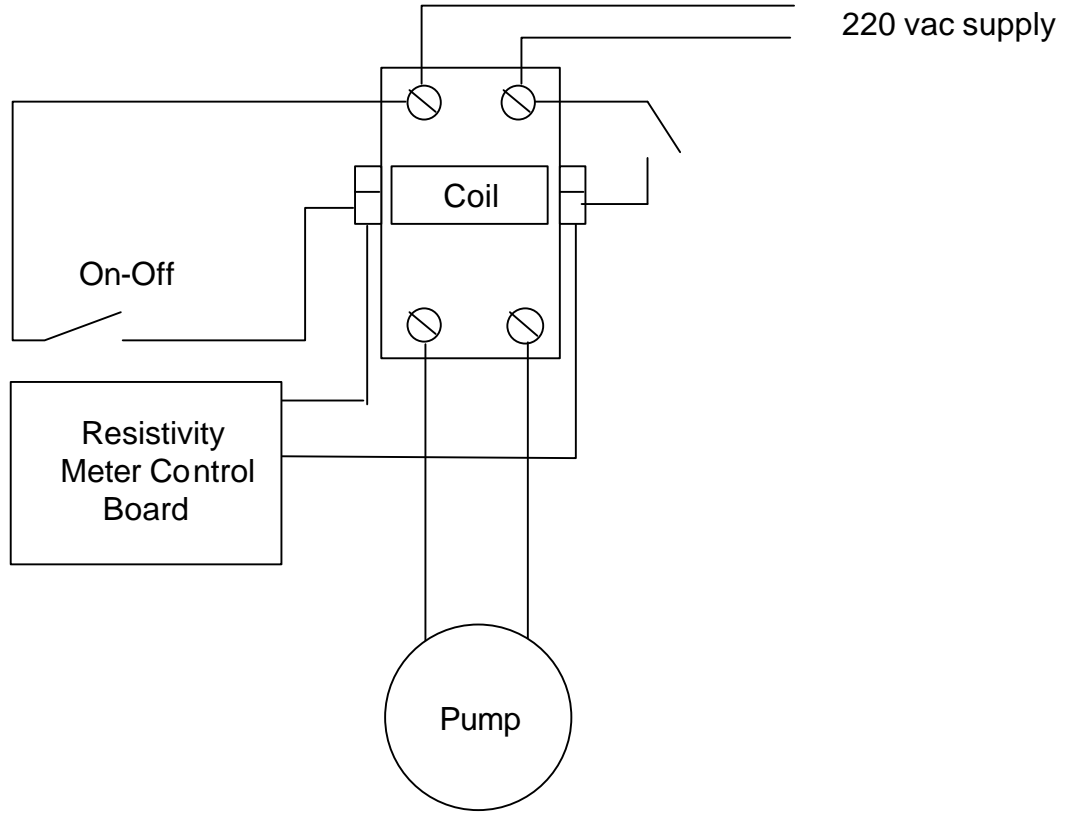 220 vac supply
Coil
On-Off
Resistivity
Meter Control
Board
Pump